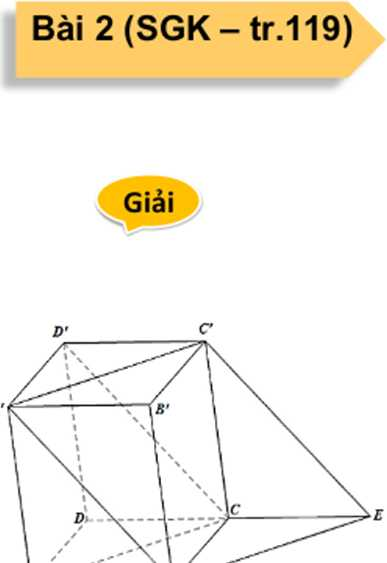 Bài 2 (SGK – tr.119)
Giải
D' C'
B'
D C E